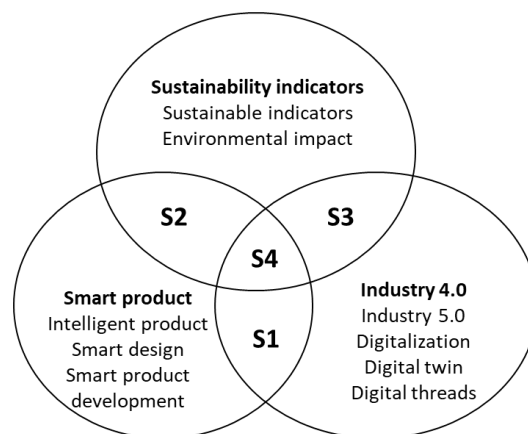 Sustainability indicators
Sustainable indicators
Environmental impact
S2
S3
S4
Smart product
Intelligent product
Smart design
Smart product
development
S1
Industry 4.0
Industry 5.0
Digitalization
Digital twin
Digital threads